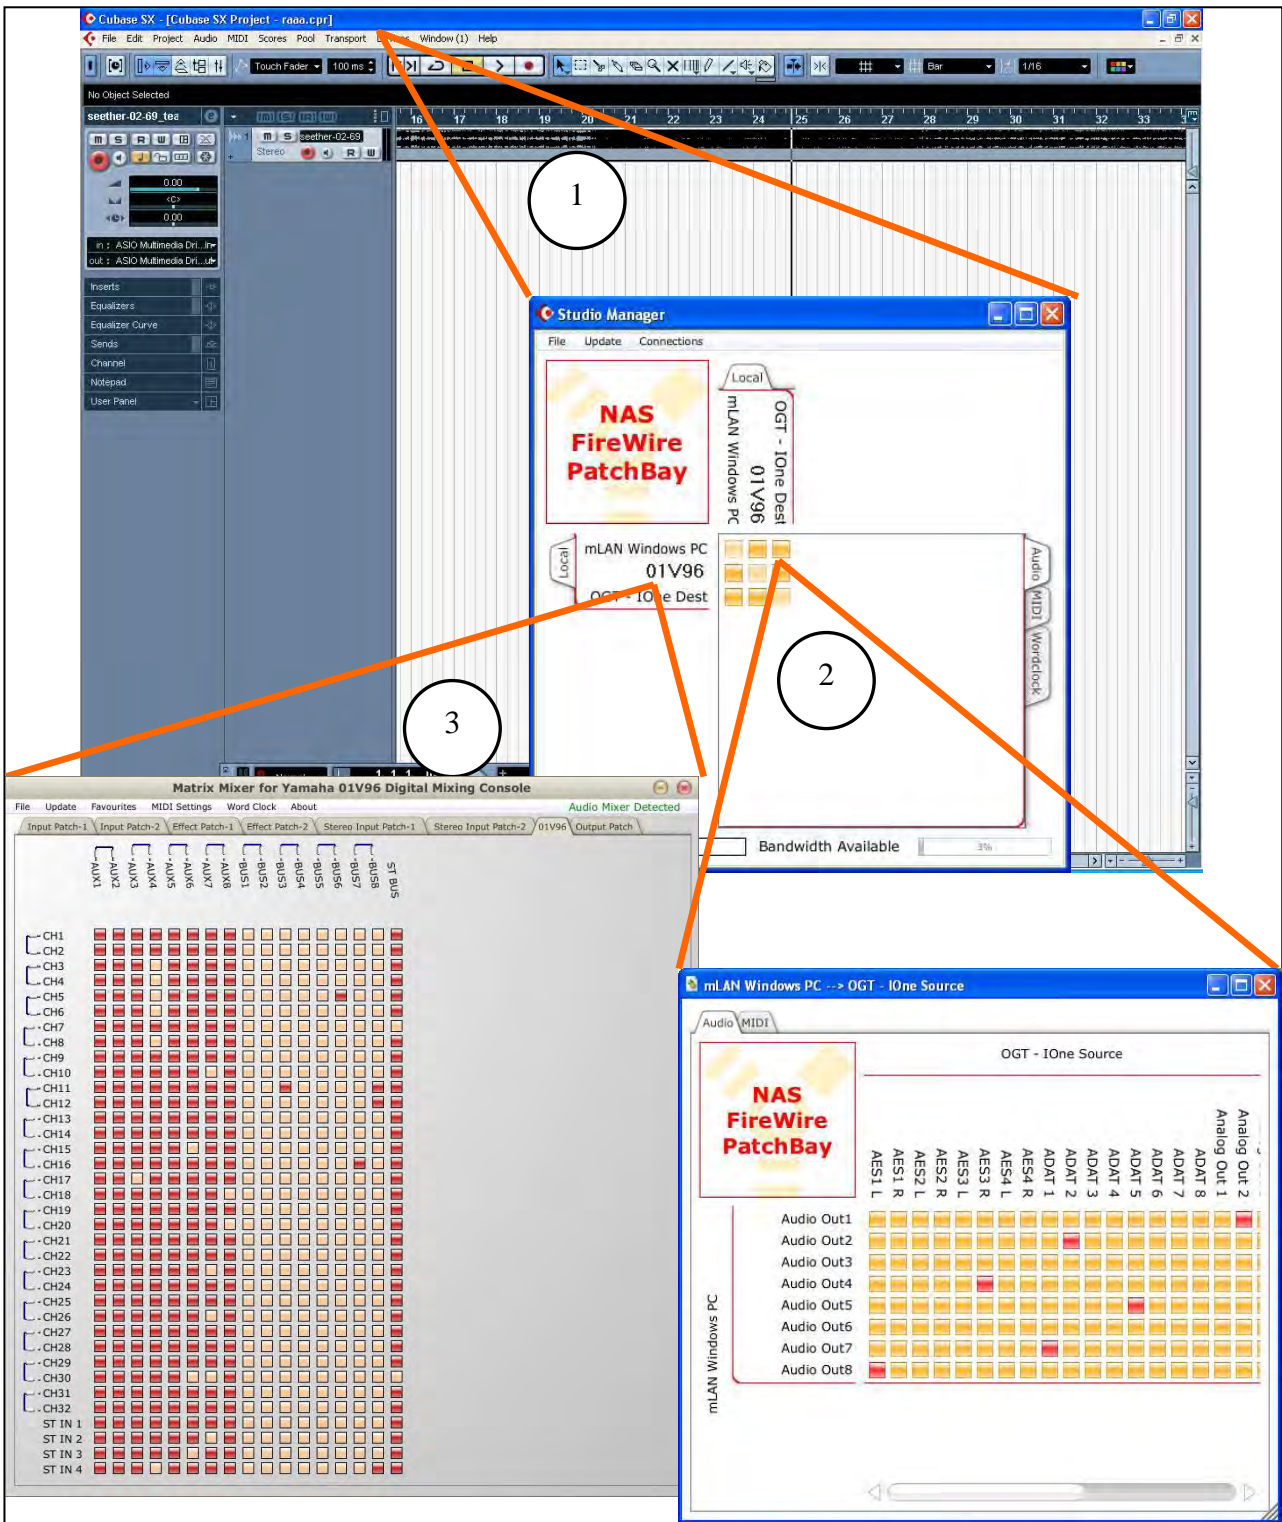 Cubase SX - [Cubase SX Project - raaa.cpr]
File Edit Project Audio MIDI Scores Pool Transport Window (1) Help
Touch Fader 100 ms Bar 1/16
No Object Selected
seether-02-69_tea
16 17 18 19 20 21 22 23 24 25 26 27 28 29 30 31 32 33
m S R W
1 m S seether-02-69
Stereo R W
0.00
<C>
0.00
in : ASIO Multimedia Dri...in
out : ASIO Multimedia Dri...ut
Inserts
Equalizers
Equalizer Curve
Sends
Channel
Notepad
User Panel
1
Studio Manager
File Update Connections
NAS
FireWire
PatchBay
Local
mLAN Windows PC
01V96
OGT - IOne Dest
Local
mLAN Windows PC
01V96
OGT - IOne Dest
Audio
MIDI
Wordclock
2
3
Bandwidth Available 3%
Matrix Mixer for Yamaha 01V96 Digital Mixing Console
File Update Favourites MIDI Settings Word Clock About Audio Mixer Detected
Input Patch-1 Input Patch-2 Effect Patch-1 Effect Patch-2 Stereo Input Patch-1 Stereo Input Patch-2 01V96 Output Patch
AUX1 AUX2 AUX3 AUX4 AUX5 AUX6 AUX7 AUX8 BUS1 BUS2 BUS3 BUS4 BUS5 BUS6 BUS7 BUS8 ST BUS
CH1
CH2
CH3
CH4
CH5
CH6
CH7
CH8
CH9
CH10
CH11
CH12
CH13
CH14
CH15
CH16
CH17
CH18
CH19
CH20
CH21
CH22
CH23
CH24
CH25
CH26
CH27
CH28
CH29
CH30
CH31
CH32
ST IN 1
ST IN 2
ST IN 3
ST IN 4
mLAN Windows PC --> OGT - IOne Source
Audio MIDI
NAS
FireWire
PatchBay
OGT - IOne Source
AES1 L
AES1 R
AES2 L
AES2 R
AES3 L
AES3 R
AES4 L
AES4 R
ADAT 1
ADAT 2
ADAT 3
ADAT 4
ADAT 5
ADAT 6
ADAT 7
ADAT 8
Analog Out 1
Analog Out 2
mLAN Windows PC
Audio Out1
Audio Out2
Audio Out3
Audio Out4
Audio Out5
Audio Out6
Audio Out7
Audio Out8